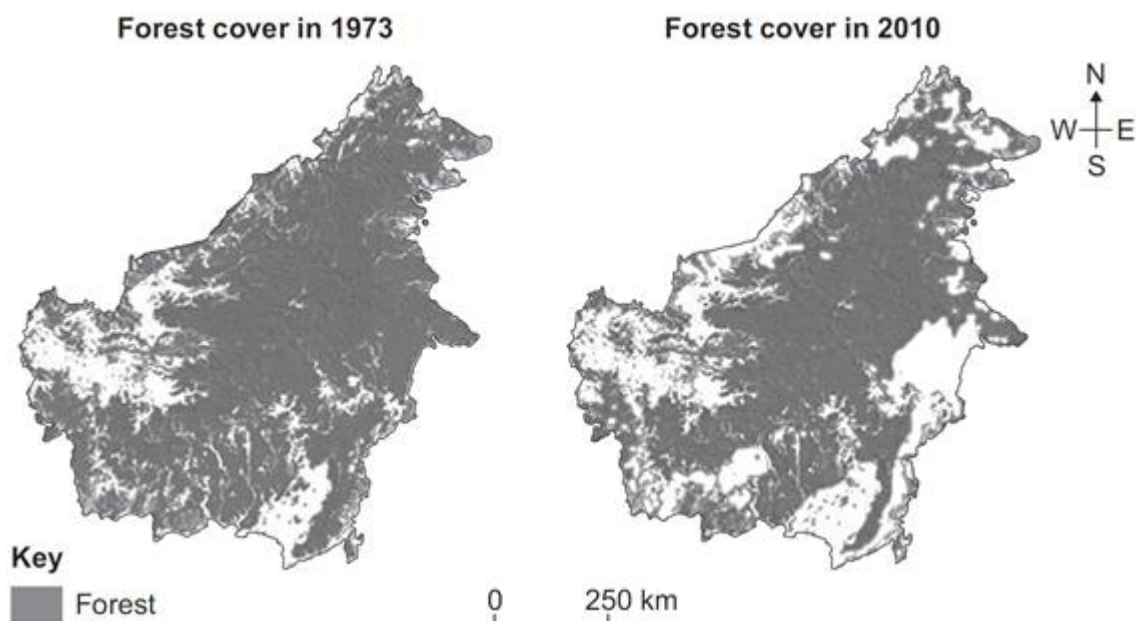 Forest cover in 1973
Forest cover in 2010
N
W E
S
Key
Forest
0 250 km